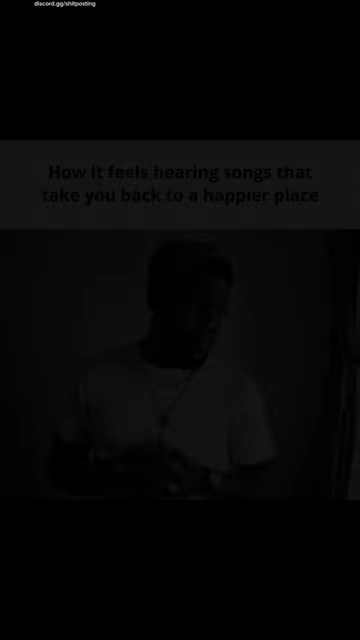 discord.gg/shitposting
How it feels hearing songs that
take you back to a happier place